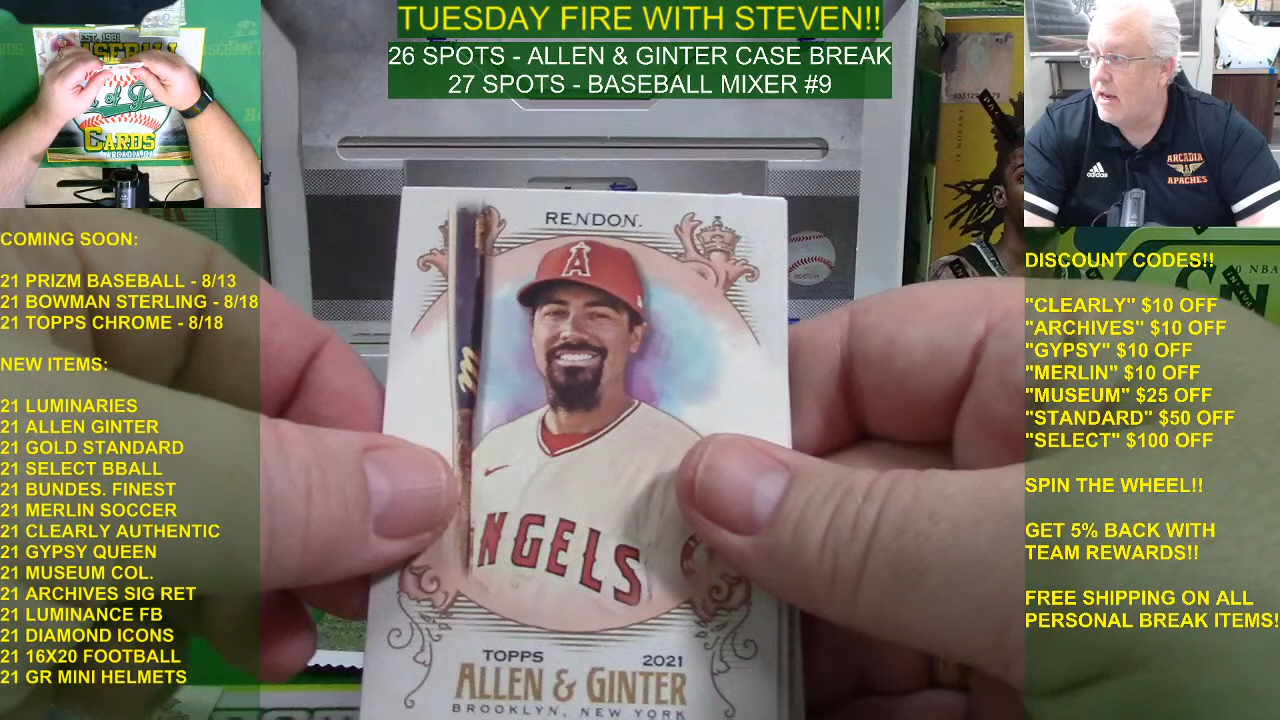 TUESDAY FIRE WITH STEVEN!!
26 SPOTS - ALLEN & GINTER CASE BREAK
27 SPOTS - BASEBALL MIXER #9
EST. 1981
BASEBALL
CARDS
ARCADIA
APACHES
adidas
COMING SOON:
21 PRIZM BASEBALL - 8/13
21 BOWMAN STERLING - 8/18
21 TOPPS CHROME - 8/18
NEW ITEMS:
21 LUMINARIES
21 ALLEN GINTER
21 GOLD STANDARD
21 SELECT BBALL
21 BUNDES. FINEST
21 MERLIN SOCCER
21 CLEARLY AUTHENTIC
21 GYPSY QUEEN
21 MUSEUM COL.
21 ARCHIVES SIG RET
21 LUMINANCE FB
21 DIAMOND ICONS
21 16X20 FOOTBALL
21 GR MINI HELMETS
RENDON.
A
NGELS
TOPPS 2021
ALLEN & GINTER
BROOKLYN, NEW YORK
DISCOUNT CODES!!
"CLEARLY" $10 OFF
"ARCHIVES" $10 OFF
"GYPSY" $10 OFF
"MERLIN" $10 OFF
"MUSEUM" $25 OFF
"STANDARD" $50 OFF
"SELECT" $100 OFF
SPIN THE WHEEL!!
GET 5% BACK WITH
TEAM REWARDS!!
FREE SHIPPING ON ALL
PERSONAL BREAK ITEMS!